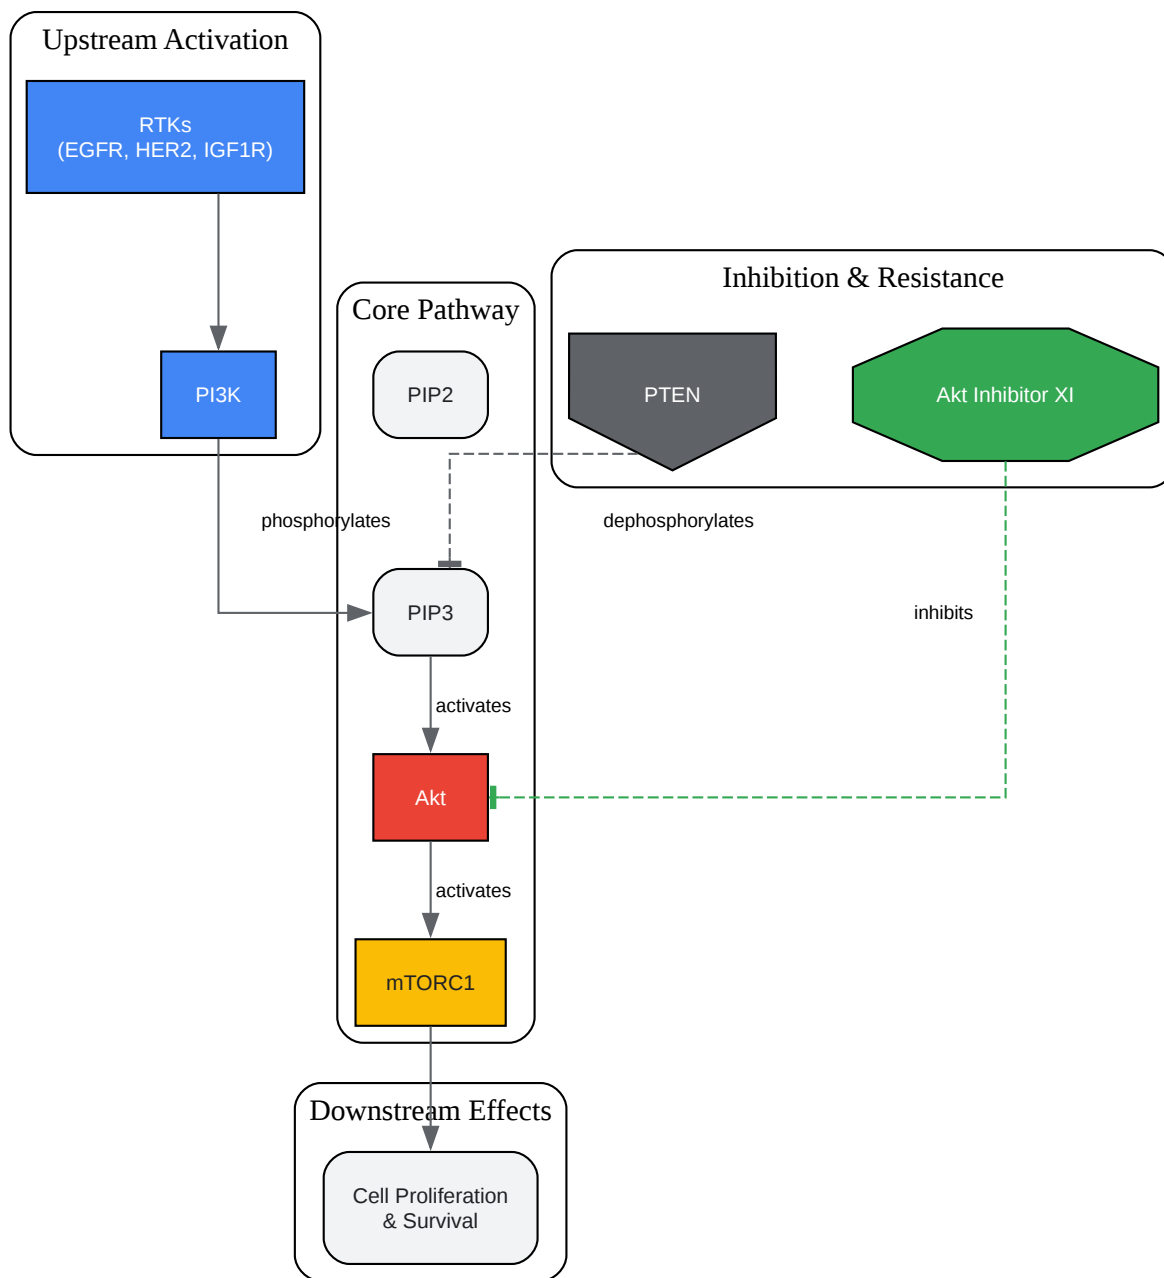 Upstream Activation
RTKs
(EGFR, HER2, IGF1R)
PI3K
Core Pathway
PIP2
Inhibition & Resistance
PTEN
Akt Inhibitor XI
phosphorylates
dephosphorylates
PIP3
inhibits
activates
Akt
activates
mTORC1
Downstream Effects
Cell Proliferation
& Survival